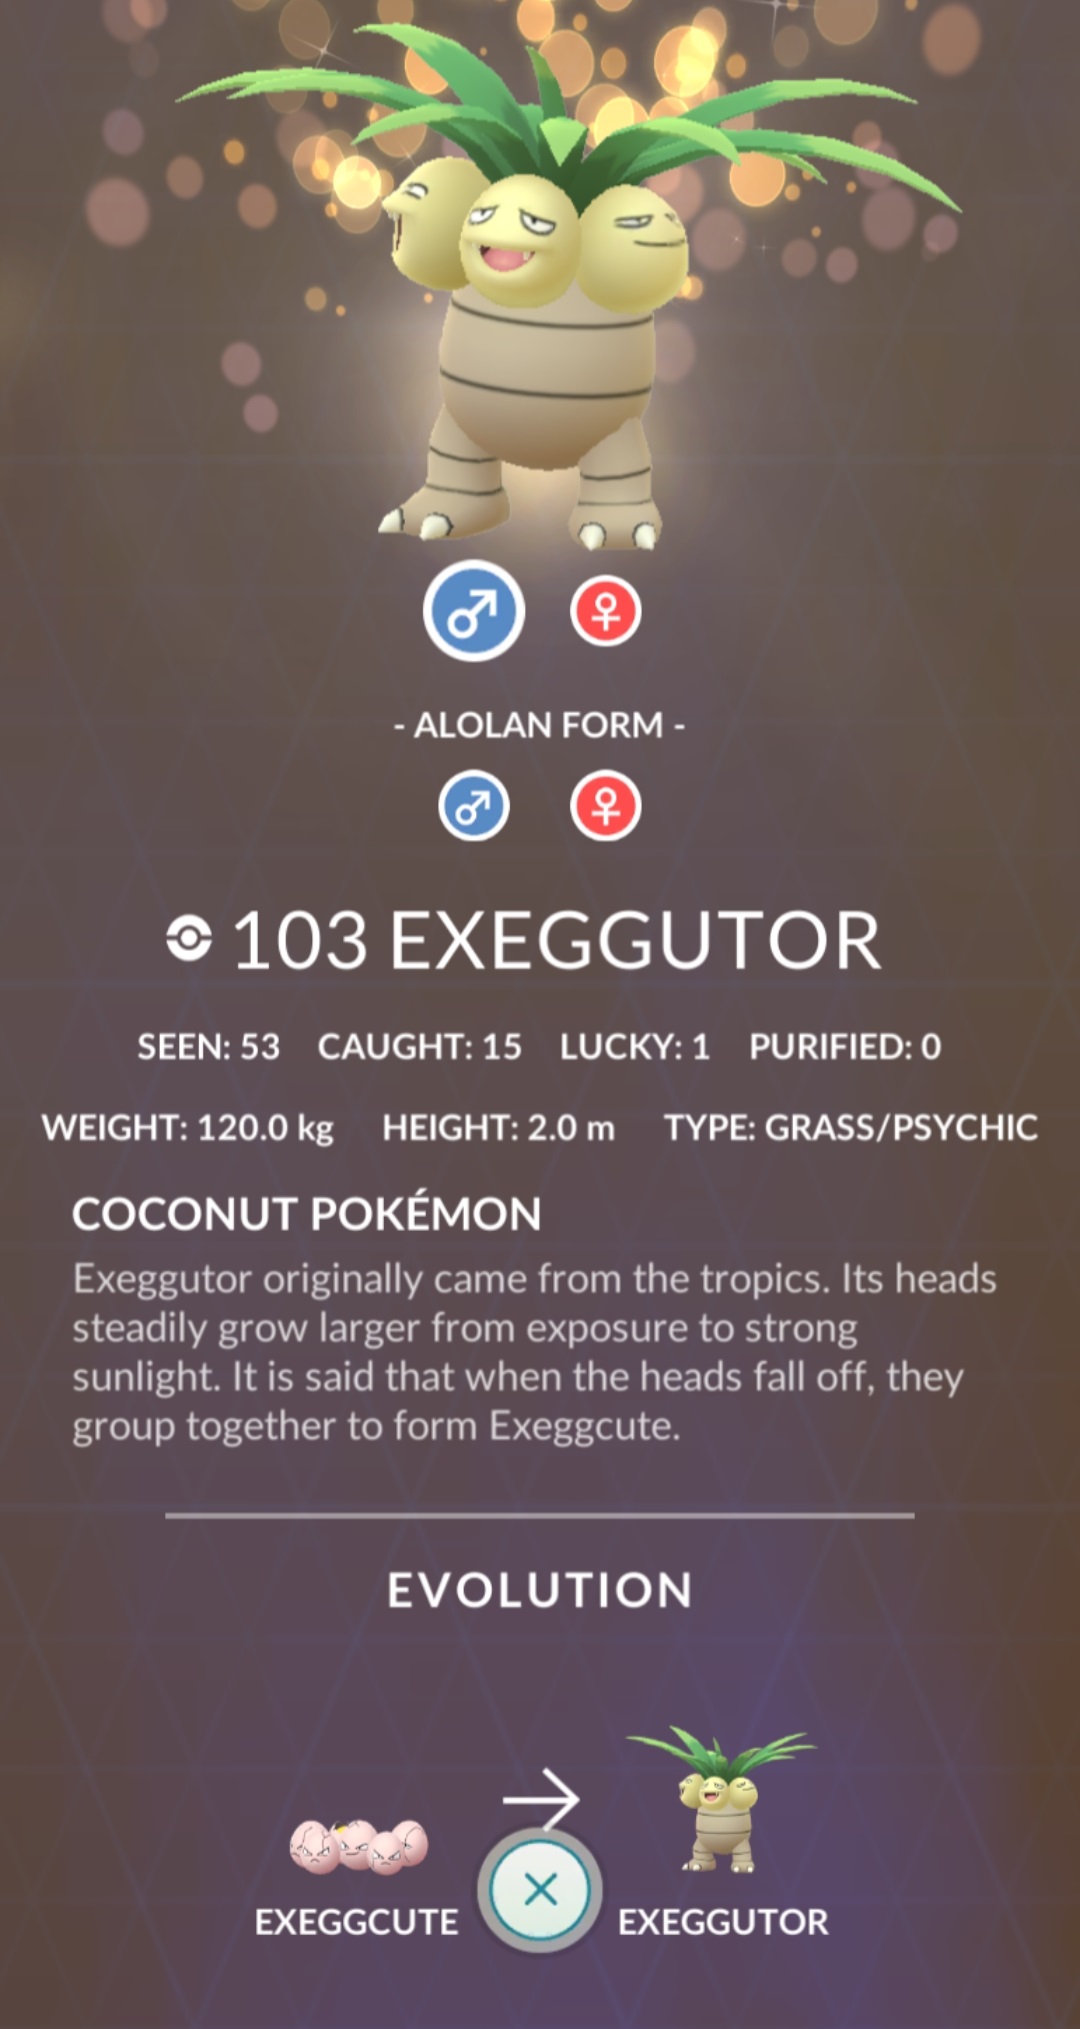 - ALOLAN FORM -
103 EXEGGUTOR
SEEN: 53 CAUGHT: 15 LUCKY: 1 PURIFIED: 0
WEIGHT: 120.0 kg HEIGHT: 2.0 m TYPE: GRASS/PSYCHIC
COCONUT POKÉMON
Exeggutor originally came from the tropics. Its heads
steadily grow larger from exposure to strong
sunlight. It is said that when the heads fall off, they
group together to form Exeggcute.
EVOLUTION
EXEGGCUTE EXEGGUTOR